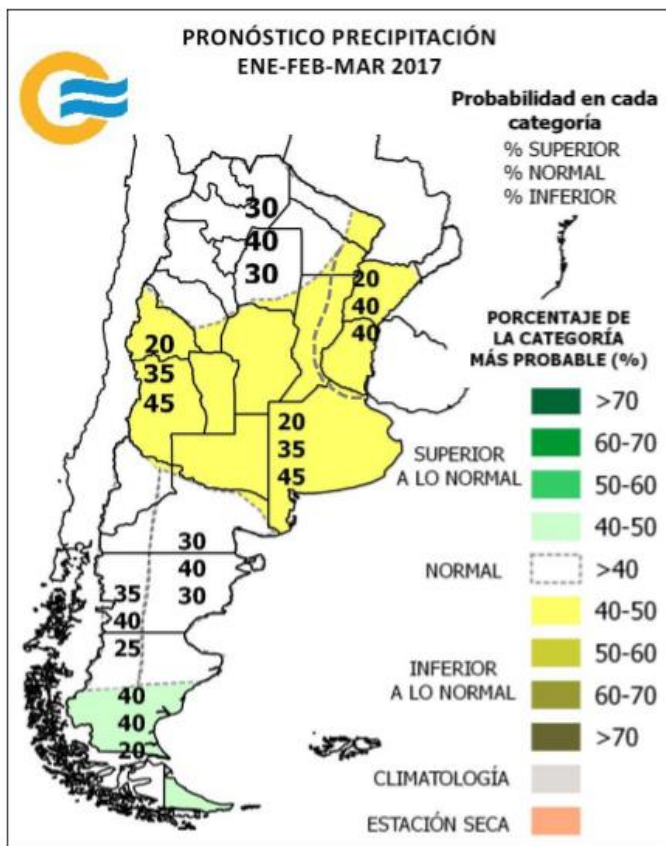 PRONÓSTICO PRECIPITACIÓN
ENE-FEB-MAR 2017
Probabilidad en cada
categoría
% SUPERIOR
% NORMAL
% INFERIOR
30
40
30
20
40
40
20
35
45
20
35
45
30
40
30
35
40
25
40
40
20
PORCENTAJE DE
LA CATEGORÍA
MÁS PROBABLE (%)
>70
60-70
SUPERIOR
A LO NORMAL
50-60
40-50
NORMAL
>40
40-50
50-60
INFERIOR
A LO NORMAL
60-70
>70
CLIMATOLOGÍA
ESTACIÓN SECA